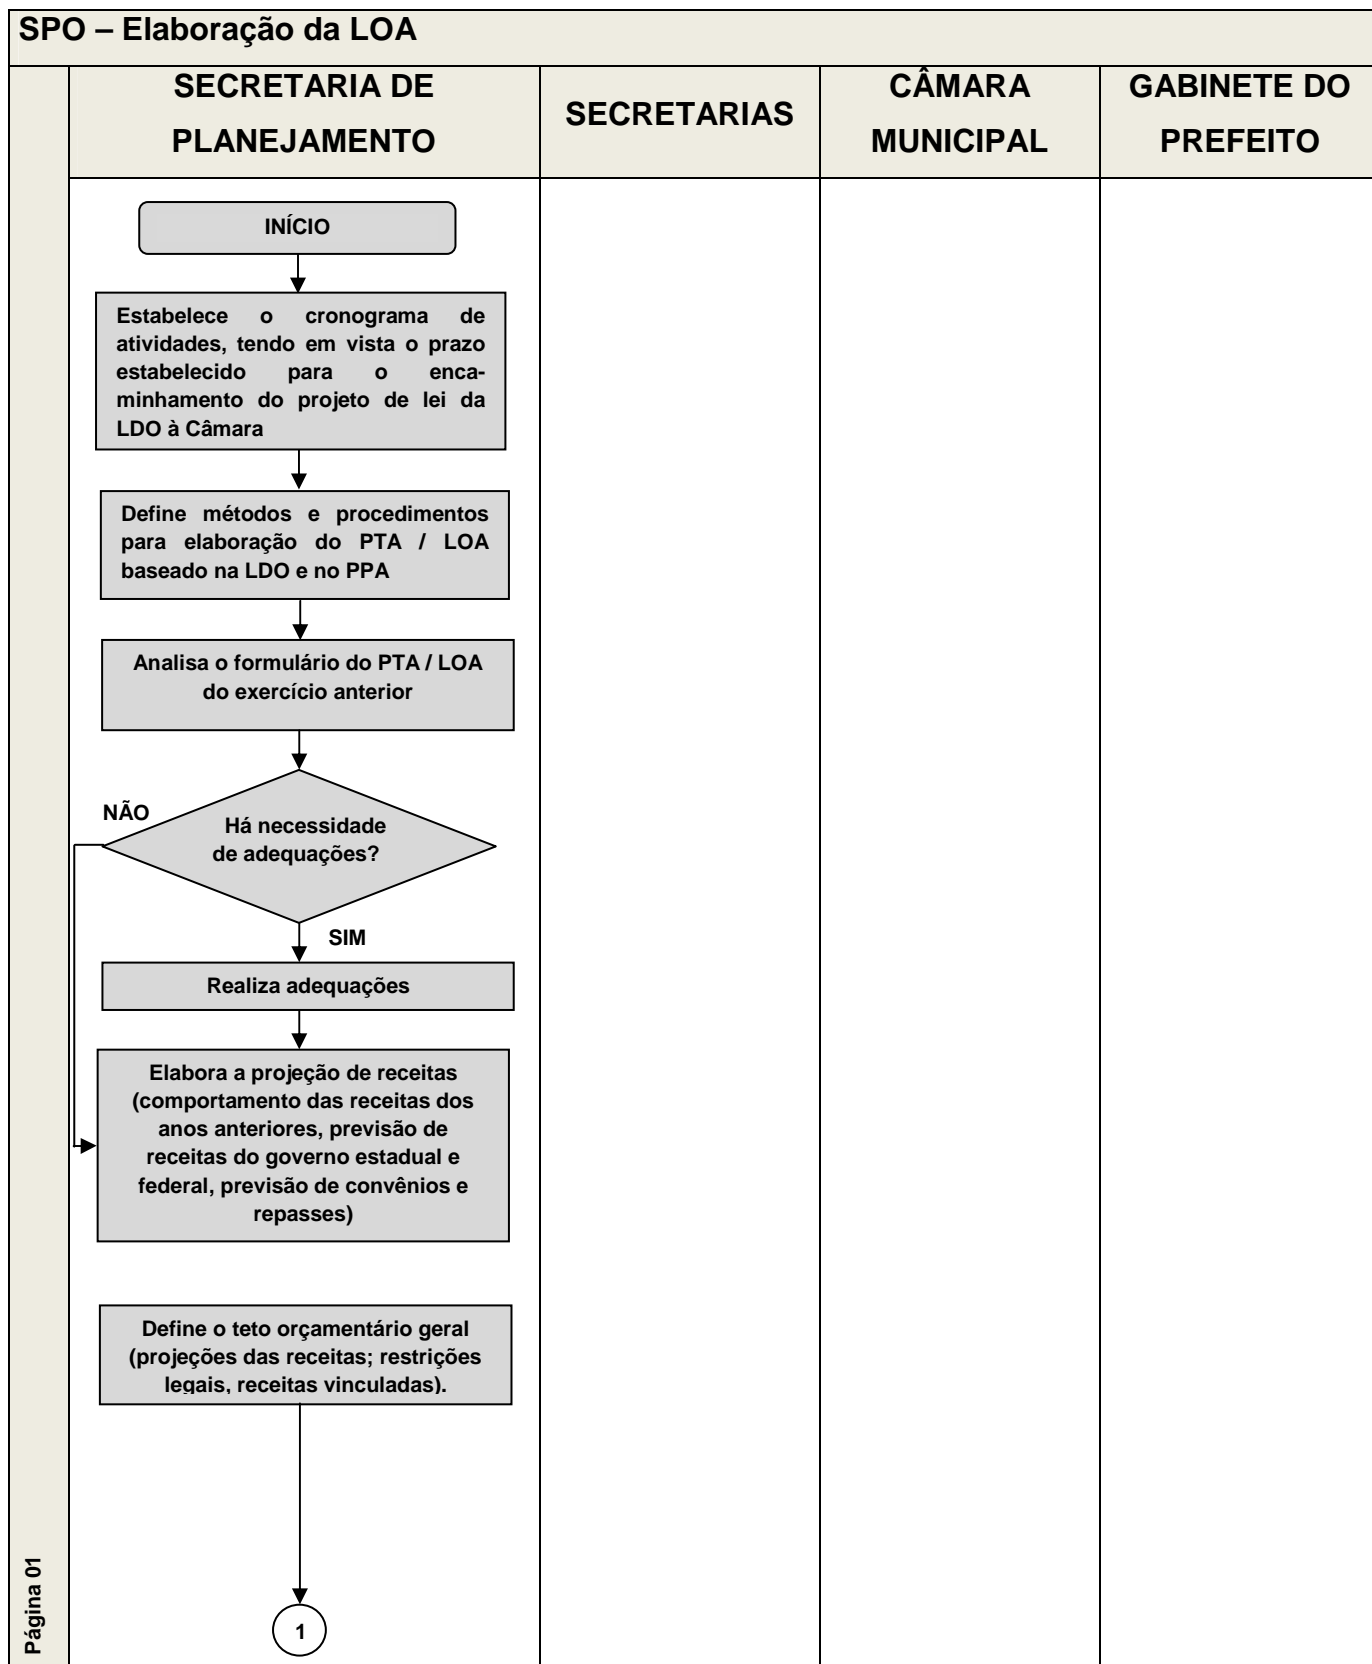 SPO – Elaboração da LOA
SECRETARIA DE
PLANEJAMENTO
SECRETARIAS
CÂMARA
MUNICIPAL
GABINETE DO
PREFEITO
INÍCIO
Estabelece o cronograma de
atividades, tendo em vista o prazo
estabelecido para o enca-
minhamento do projeto de lei da
LDO à Câmara
Define métodos e procedimentos
para elaboração do PTA / LOA
baseado na LDO e no PPA
Analisa o formulário do PTA / LOA
do exercício anterior
NÃO
Há necessidade
de adequações?
SIM
Realiza adequações
Elabora a projeção de receitas
(comportamento das receitas dos
anos anteriores, previsão de
receitas do governo estadual e
federal, previsão de convênios e
repasses)
Define o teto orçamentário geral
(projeções das receitas; restrições
legais, receitas vinculadas).
1
Página 01